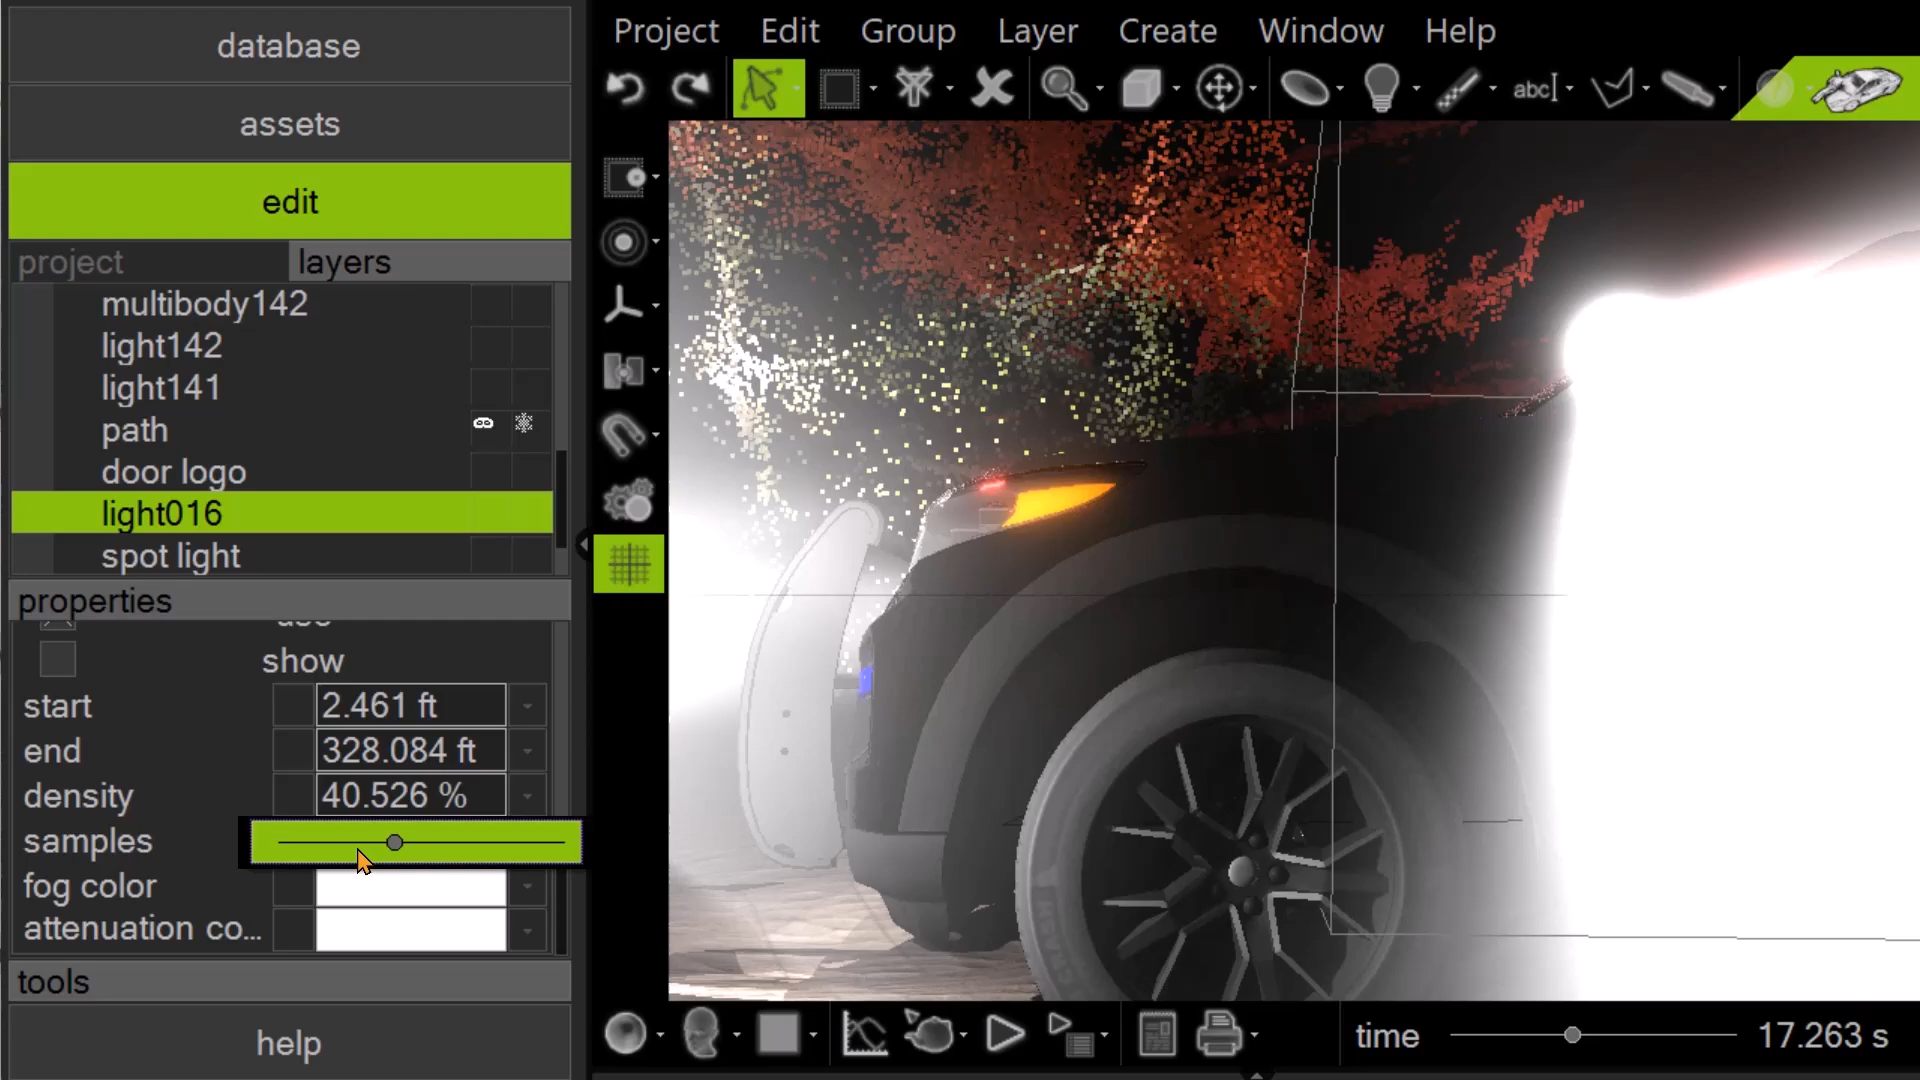 database
assets
edit
project
layers
multibody142
light142
light141
path
door logo
light016
spot light
properties
show
start
2.461 ft
end
328.084 ft
density
40.526 %
samples
fog color
attenuation co...
tools
help
Project
Edit
Group
Layer
Create
Window
Help
abc
time
17.263 s